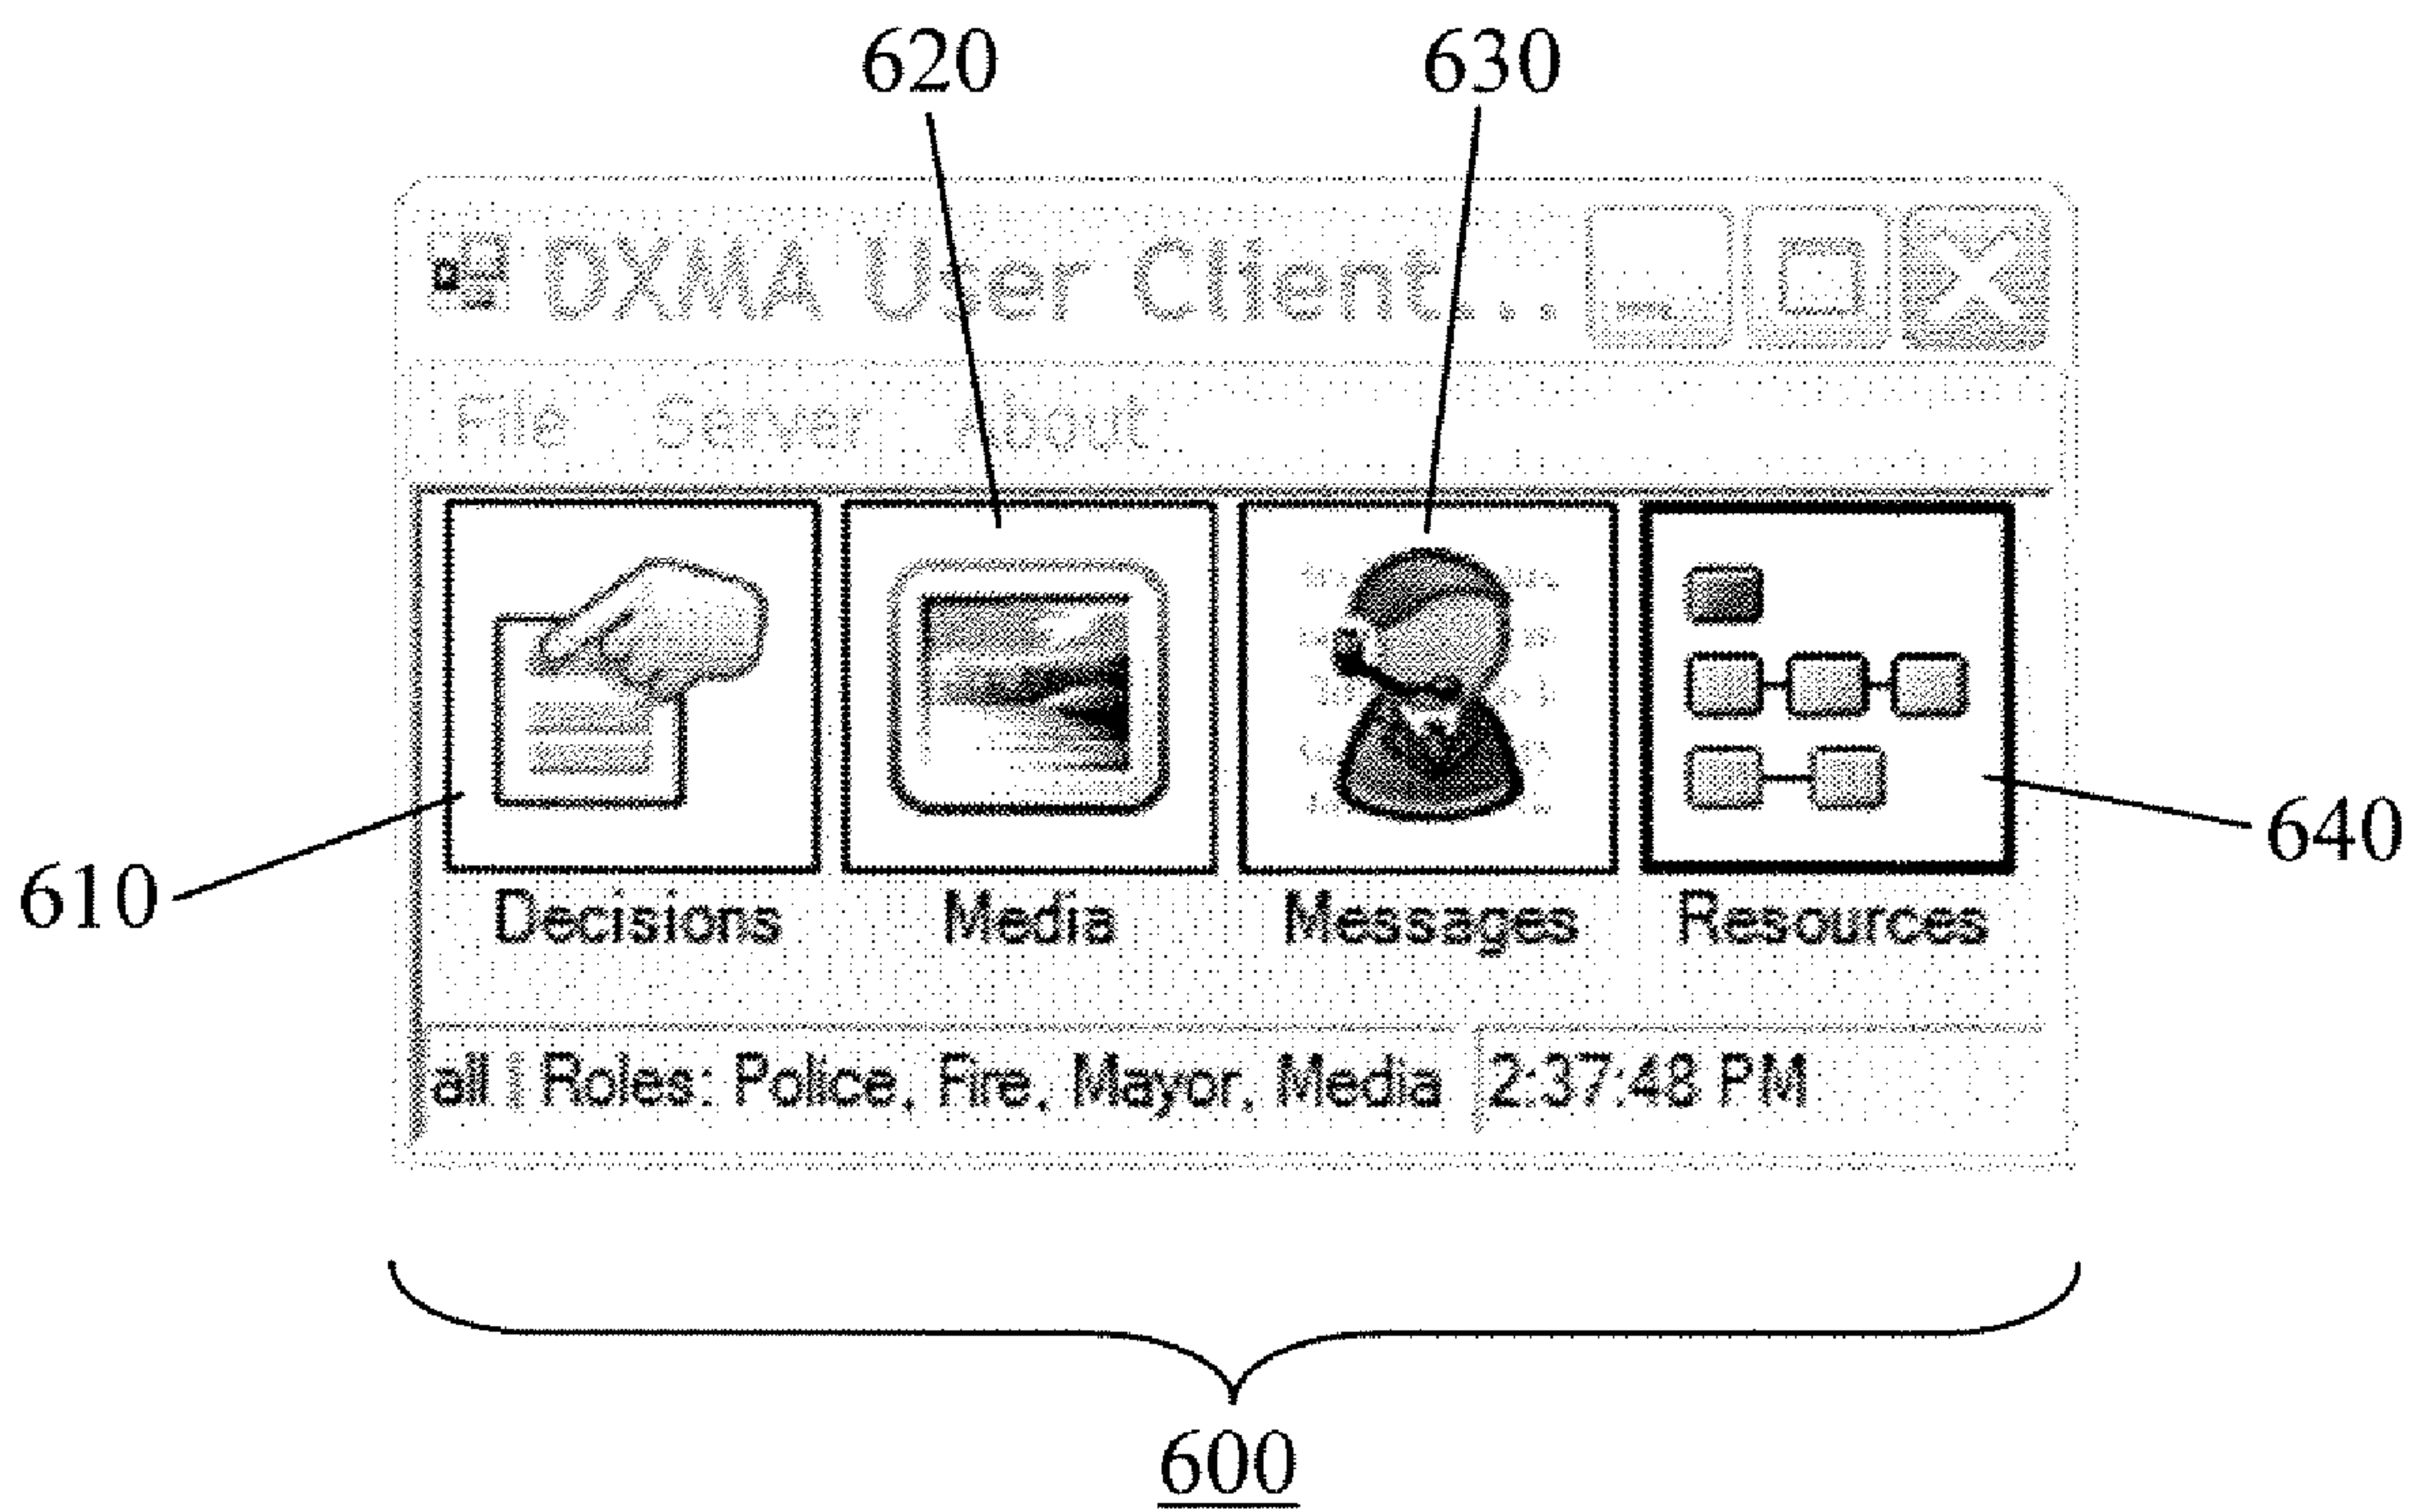 620 630
DXMA User Client...
File Server About
610 640
Decisions Media Messages Resources
all | Roles: Police, Fire, Mayor, Media 2:37:48 PM
600